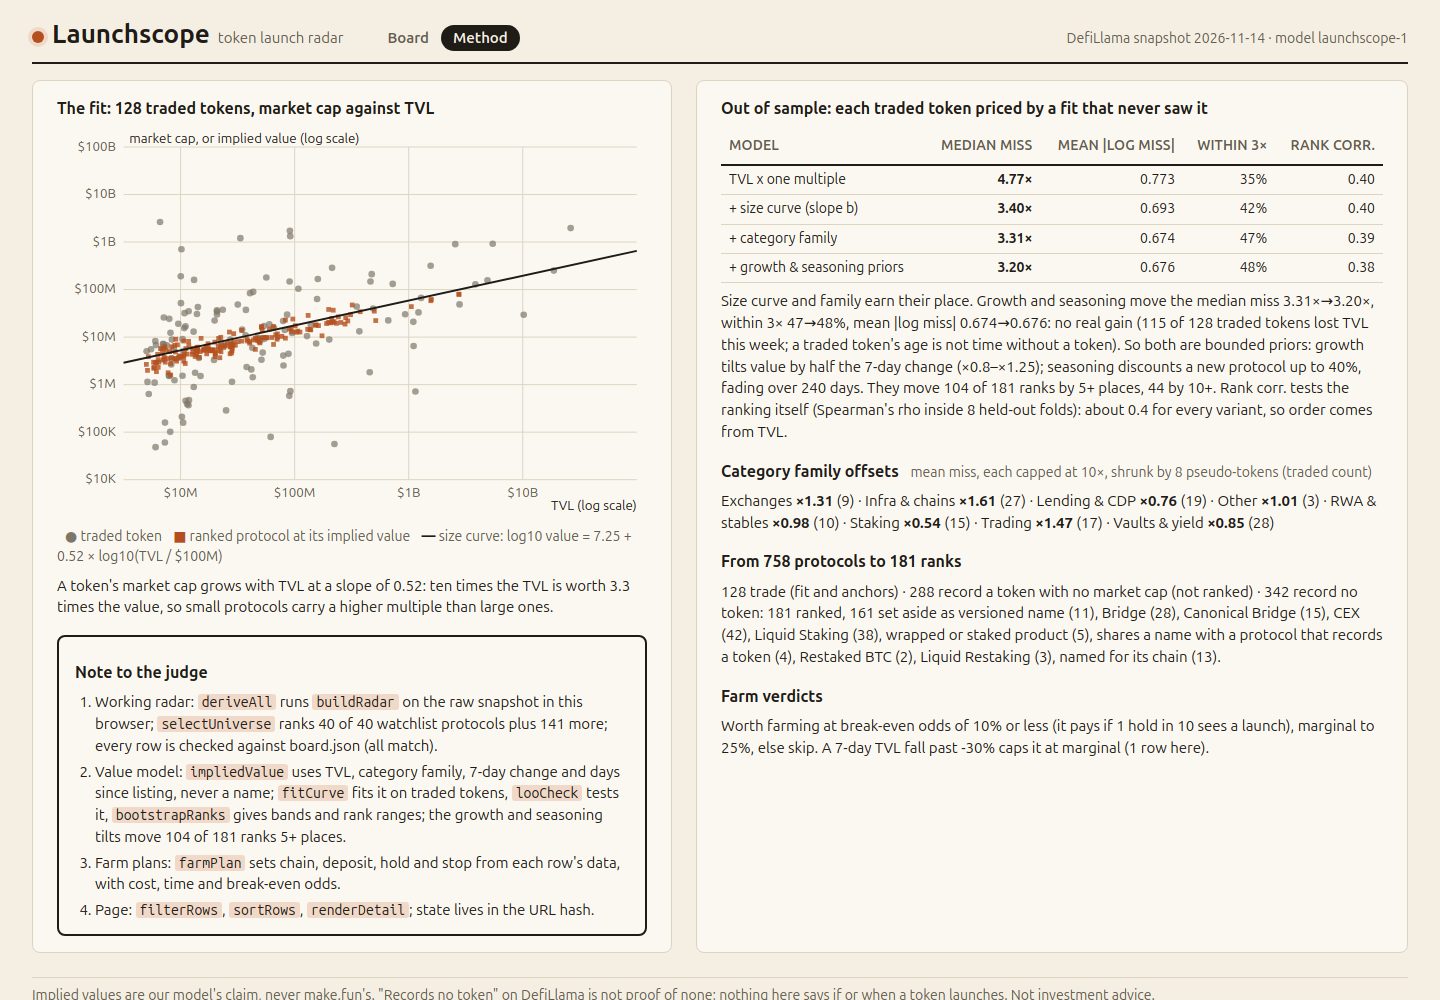 Launchscope token launch radar Board Method DefiLlama snapshot 2026-11-14 · model launchscope-1
The fit: 128 traded tokens, market cap against TVL
market cap, or implied value (log scale)
$100B
$10B
$1B
$100M
$10M
$1M
$100K
$10K
$10M $100M $1B $10B
TVL (log scale)
traded token ranked protocol at its implied value size curve: log10 value = 7.25 +
0.52 × log10(TVL / $100M)
A token's market cap grows with TVL at a slope of 0.52: ten times the TVL is worth 3.3
times the value, so small protocols carry a higher multiple than large ones.
Note to the judge
1. Working radar: deriveAll runs buildRadar on the raw snapshot in this
browser; selectUniverse ranks 40 of 40 watchlist protocols plus 141 more;
every row is checked against board.json (all match).
2. Value model: impliedValue uses TVL, category family, 7-day change and days
since listing, never a name; fitCurve fits it on traded tokens, looCheck tests
it, bootstrapRanks gives bands and rank ranges; the growth and seasoning
tilts move 104 of 181 ranks 5+ places.
3. Farm plans: farmPlan sets chain, deposit, hold and stop from each row's data,
with cost, time and break-even odds.
4. Page: filterRows, sortRows, renderDetail; state lives in the URL hash.
Out of sample: each traded token priced by a fit that never saw it
MODEL MEDIAN MISS MEAN |LOG MISS| WITHIN 3× RANK CORR.
TVL x one multiple 4.77× 0.773 35% 0.40
+ size curve (slope b) 3.40× 0.693 42% 0.40
+ category family 3.31× 0.674 47% 0.39
+ growth & seasoning priors 3.20× 0.676 48% 0.38
Size curve and family earn their place. Growth and seasoning move the median miss 3.31×→3.20×,
within 3× 47→48%, mean |log miss| 0.674→0.676: no real gain (115 of 128 traded tokens lost TVL
this week; a traded token's age is not time without a token). So both are bounded priors: growth
tilts value by half the 7-day change (×0.8–×1.25); seasoning discounts a new protocol up to 40%,
fading over 240 days. They move 104 of 181 ranks by 5+ places, 44 by 10+. Rank corr. tests the
ranking itself (Spearman's rho inside 8 held-out folds): about 0.4 for every variant, so order comes
from TVL.
Category family offsets mean miss, each capped at 10×, shrunk by 8 pseudo-tokens (traded count)
Exchanges ×1.31 (9) · Infra & chains ×1.61 (27) · Lending & CDP ×0.76 (19) · Other ×1.01 (3) · RWA &
stables ×0.98 (10) · Staking ×0.54 (15) · Trading ×1.47 (17) · Vaults & yield ×0.85 (28)
From 758 protocols to 181 ranks
128 trade (fit and anchors) · 288 record a token with no market cap (not ranked) · 342 record no
token: 181 ranked, 161 set aside as versioned name (11), Bridge (28), Canonical Bridge (15), CEX
(42), Liquid Staking (38), wrapped or staked product (5), shares a name with a protocol that records
a token (4), Restaked BTC (2), Liquid Restaking (3), named for its chain (13).
Farm verdicts
Worth farming at break-even odds of 10% or less (it pays if 1 hold in 10 sees a launch), marginal to
25%, else skip. A 7-day TVL fall past -30% caps it at marginal (1 row here).
Implied values are our model's claim, never make.fun's. "Records no token" on DefiLlama is not proof of none; nothing here says if or when a token launches. Not investment advice.